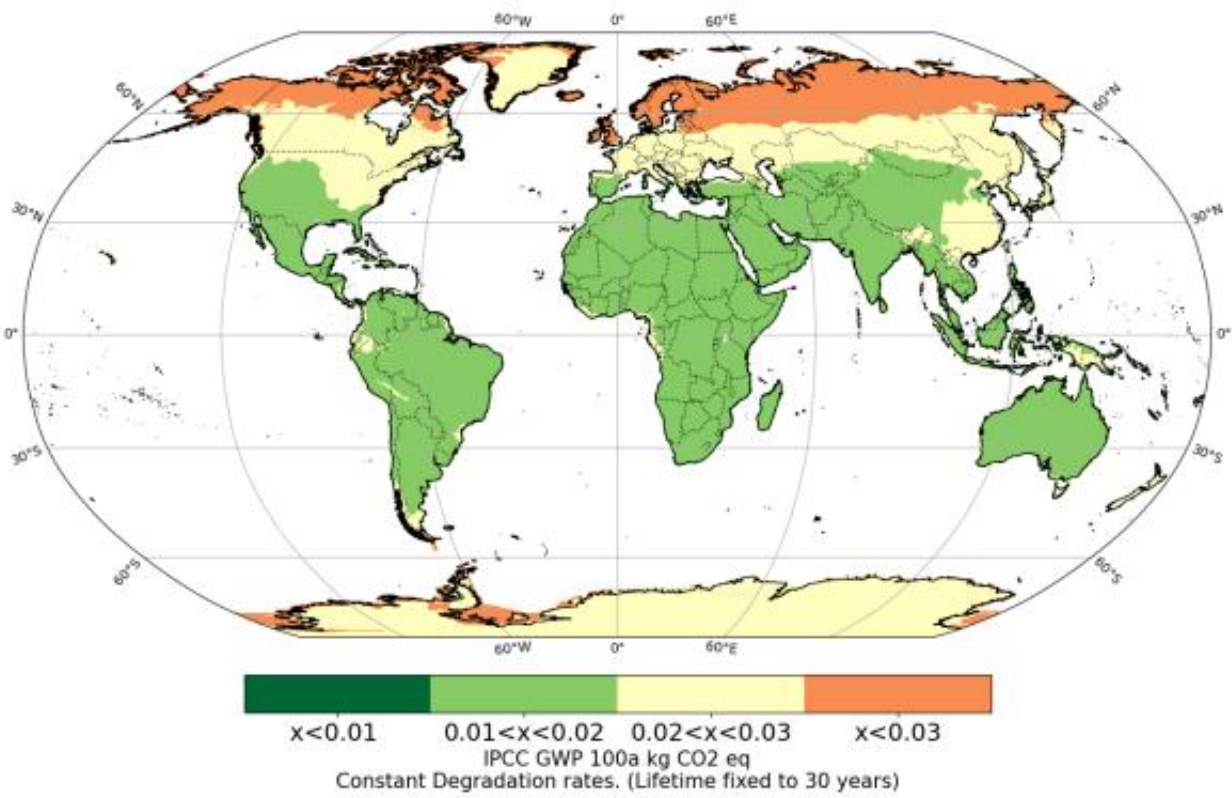 60°W 0° 60°E
60°N 60°N
30°N 30°N
0° 0°
30°S 30°S
60°S 60°S
60°W 0° 60°E
x<0.01 0.01<x<0.02 0.02<x<0.03 x<0.03
IPCC GWP 100a kg CO2 eq
Constant Degradation rates. (Lifetime fixed to 30 years)